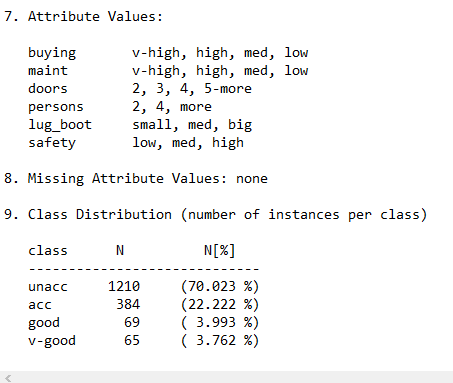 7. Attribute Values:
buying v-high, high, med, low
maint v-high, high, med, low
doors 2, 3, 4, 5-more
persons 2, 4, more
lug_boot small, med, big
safety low, med, high
8. Missing Attribute Values: none
9. Class Distribution (number of instances per class)
class N N[%]
-----------------------------
unacc 1210 (70.023 %)
acc 384 (22.222 %)
good 69 ( 3.993 %)
v-good 65 ( 3.762 %)